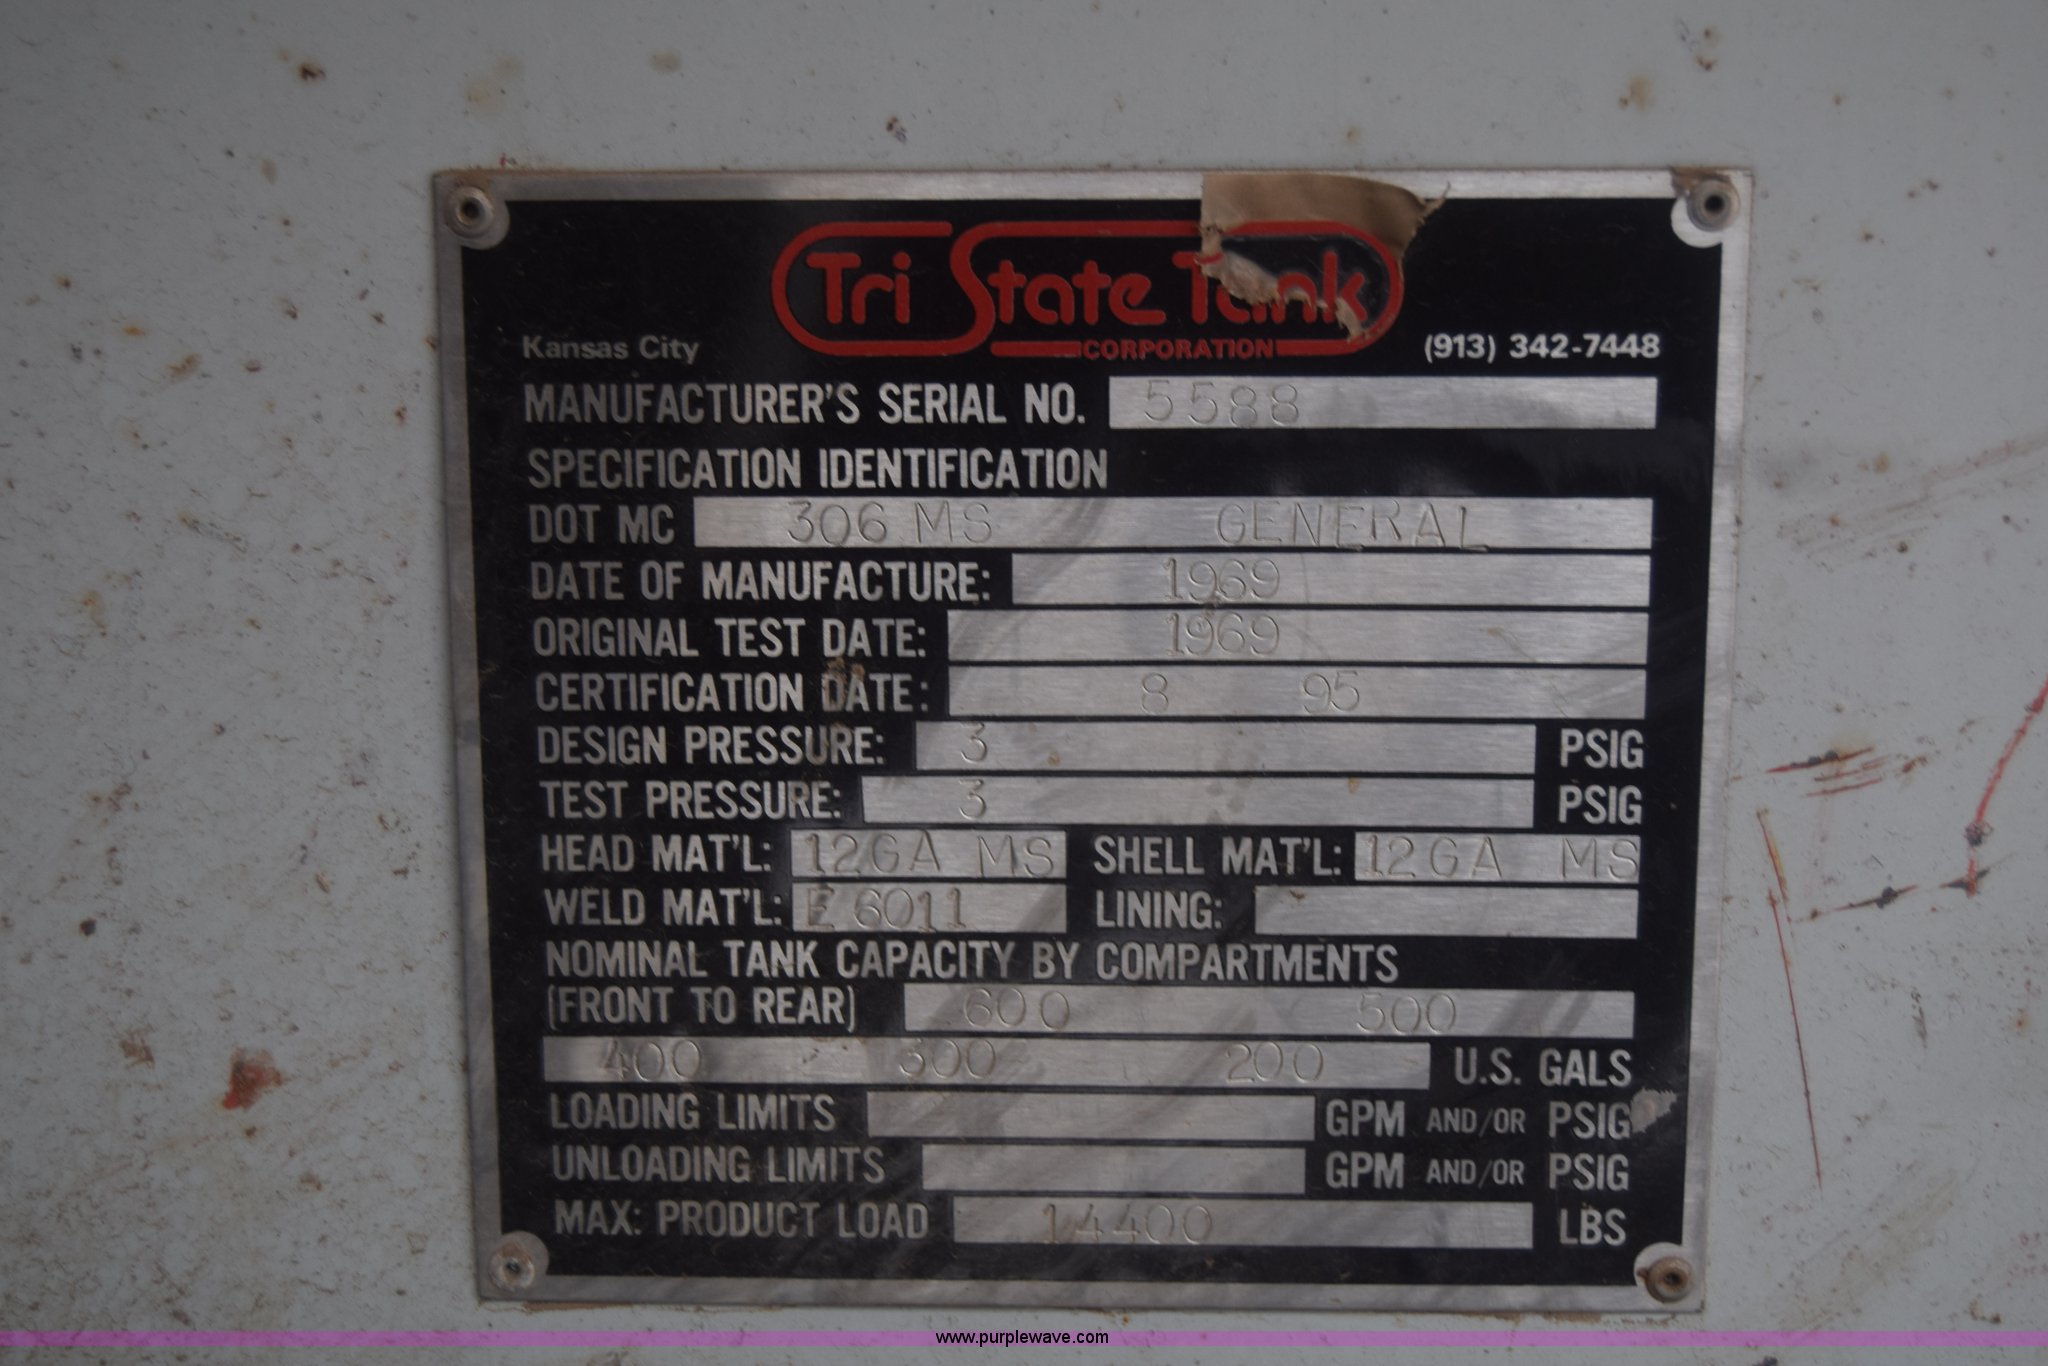 Tri State Tank
CORPORATION
Kansas City
(913) 342-7448
MANUFACTURER'S SERIAL NO. 5588
SPECIFICATION IDENTIFICATION
DOT MC 306 MS GENERAL
DATE OF MANUFACTURE: 1969
ORIGINAL TEST DATE: 1969
CERTIFICATION DATE: 8 95
DESIGN PRESSURE: 3 PSIG
TEST PRESSURE: 3 PSIG
HEAD MAT'L: 12GA MS SHELL MAT'L: 12GA MS
WELD MAT'L: E6011 LINING:
NOMINAL TANK CAPACITY BY COMPARTMENTS
(FRONT TO REAR) 600 500
400 300 200 U.S. GALS
LOADING LIMITS GPM AND/OR PSIG
UNLOADING LIMITS GPM AND/OR PSIG
MAX: PRODUCT LOAD 14400 LBS
www.purplewave.com